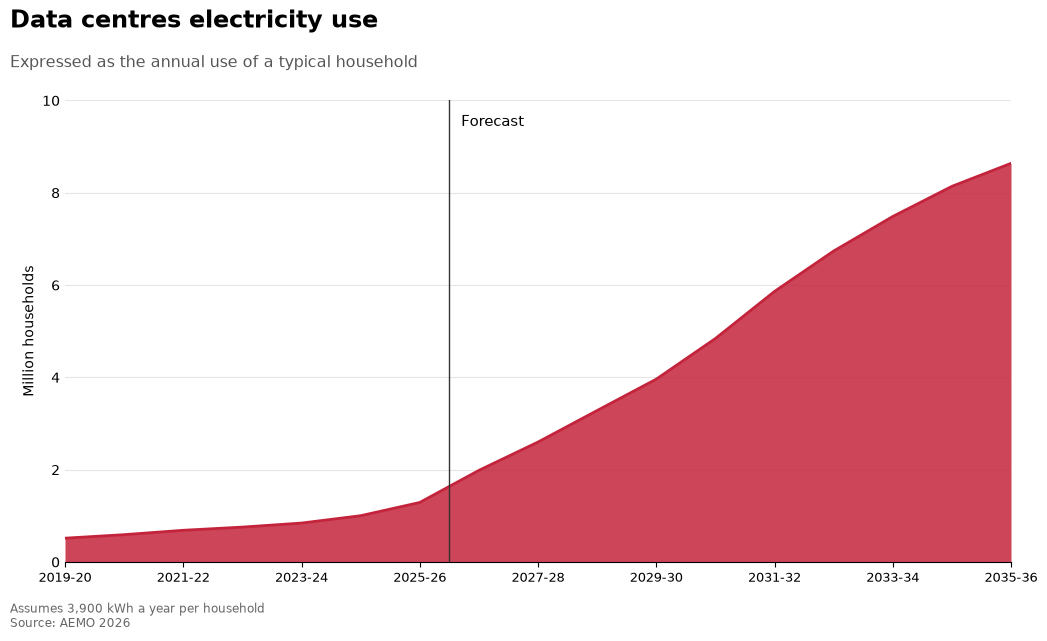 Data centres electricity use
Expressed as the annual use of a typical household
10
Forecast
8
6
4
2
0
Million households
2019-20 2021-22 2023-24 2025-26 2027-28 2029-30 2031-32 2033-34 2035-36
Assumes 3,900 kWh a year per household
Source: AEMO 2026